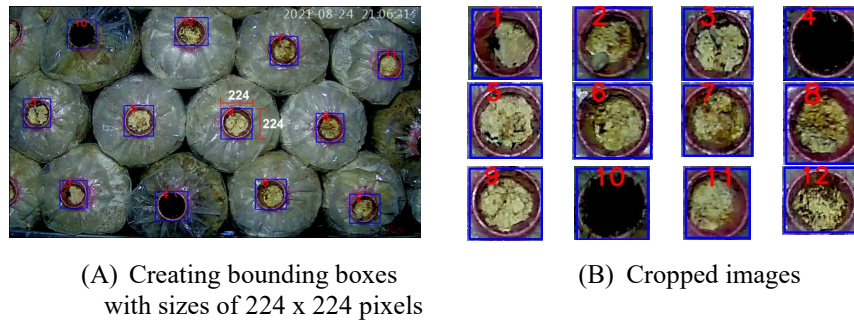 2021-08-24 21:06:31
224
224
10
1 2 3 4
5 6 7 8
9 10 11 12
(A) Creating bounding boxes
with sizes of 224 x 224 pixels
(B) Cropped images